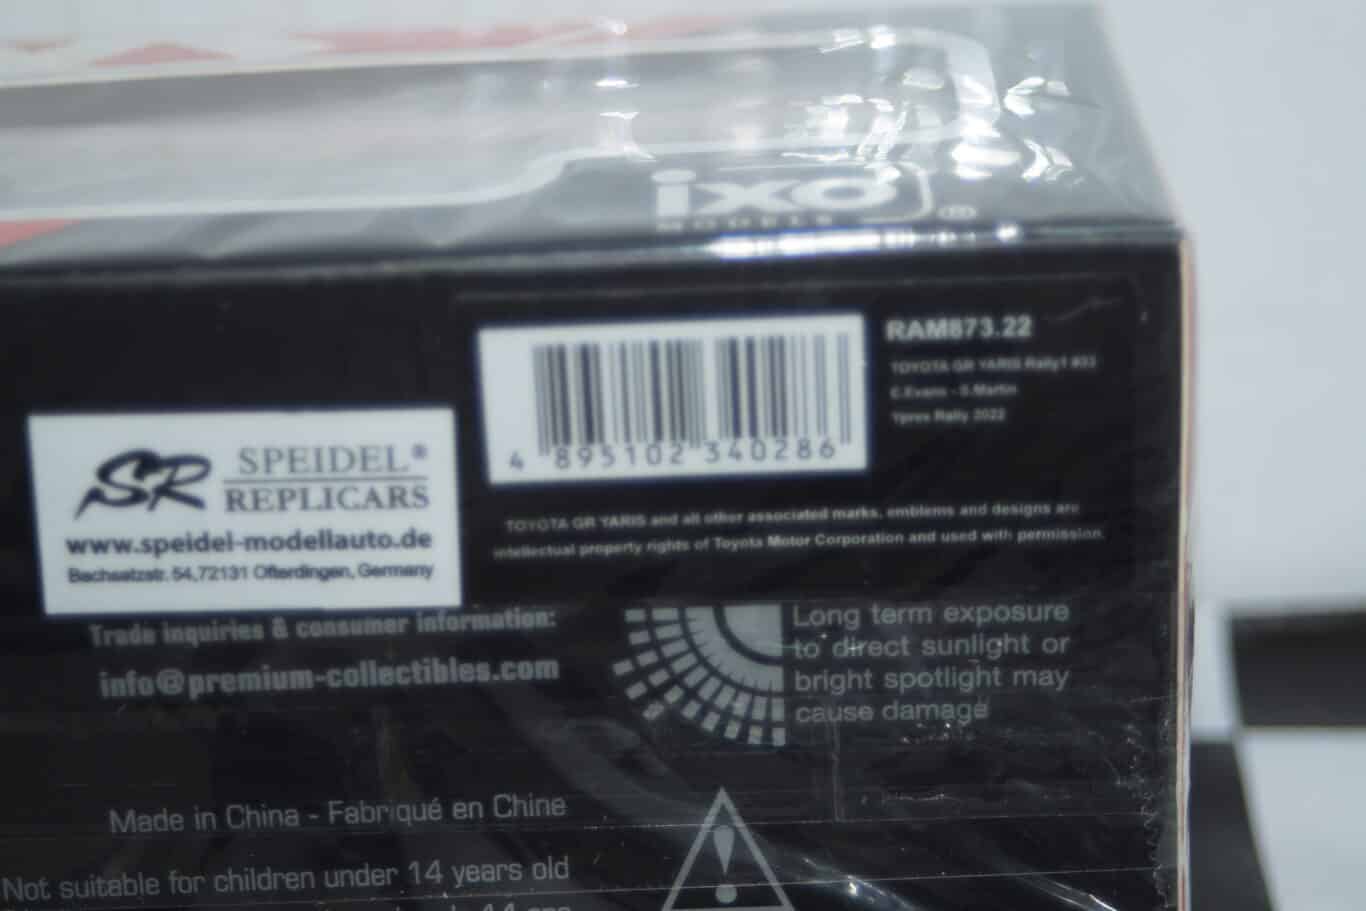 ixo
MODELS
RAM873.22
TOYOTA GR YARIS Rally1 #33
E.Evans - S.Martin
Ypres Rally 2022
4 895102 340286
SR SPEIDEL®
REPLICARS
www.speidel-modellauto.de
Bachsatzstr. 54,72131 Ofterdingen, Germany
TOYOTA GR YARIS and all other associated marks, emblems and designs are
intellectual property rights of Toyota Motor Corporation and used with permission.
Trade inquiries & consumer information:
info@premium-collectibles.com
Long term exposure
to direct sunlight or
bright spotlight may
cause damage
Made in China - Fabriqué en Chine
Not suitable for children under 14 years old